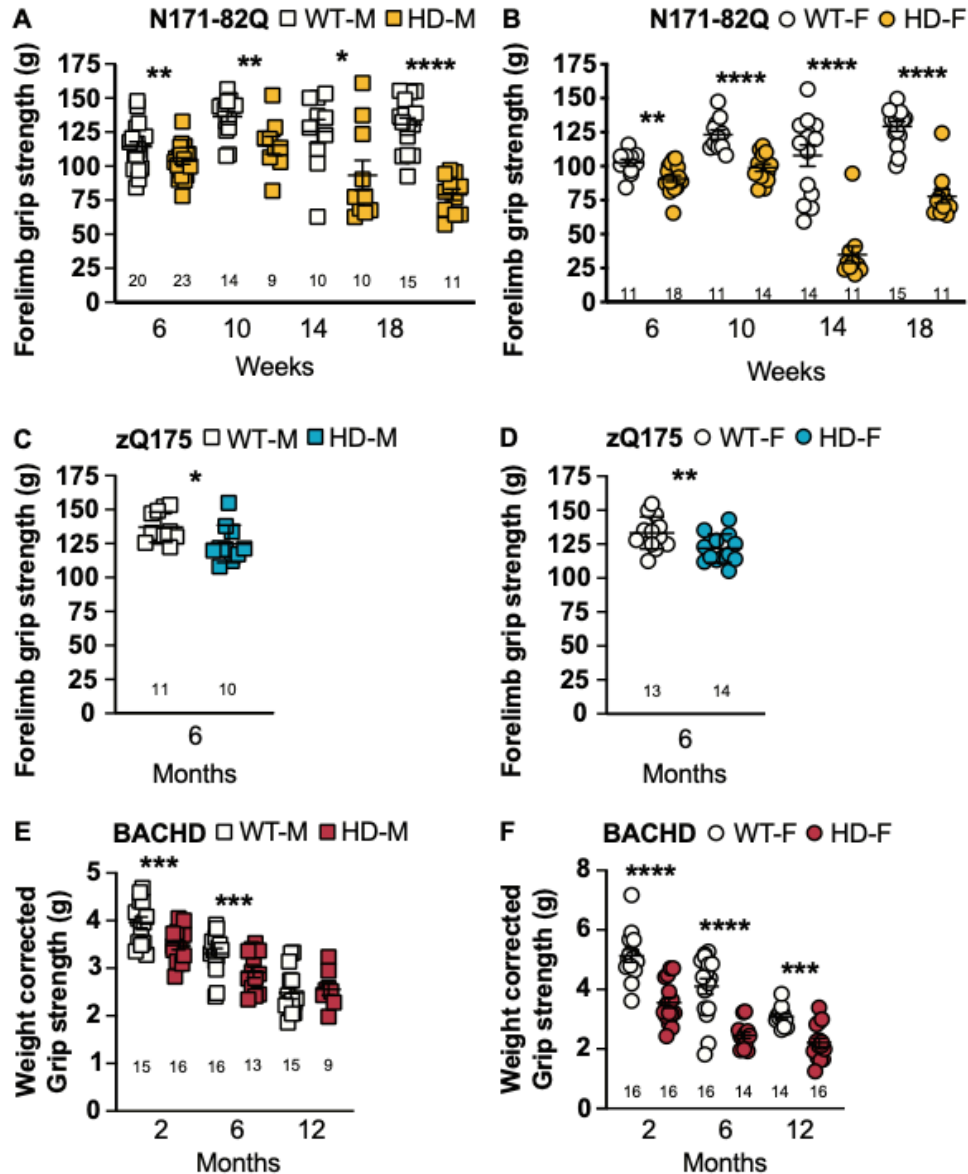 A N171-82Q WT-M HD-M
Forelimb grip strength (g)
175
150
125
100
75
50
25
0
** ** * ****
20 23 14 9 10 10 15 11
6 10 14 18
Weeks
B N171-82Q WT-F HD-F
Forelimb grip strength (g)
175
150
125
100
75
50
25
0
** **** **** ****
11 18 11 14 14 11 15 11
6 10 14 18
Weeks
C zQ175 WT-M HD-M
Forelimb grip strength (g)
175
150
125
100
75
50
25
0
*
11 10
6
Months
D zQ175 WT-F HD-F
Forelimb grip strength (g)
175
150
125
100
75
50
25
0
**
13 14
6
Months
E BACHD WT-M HD-M
Weight corrected
Grip strength (g)
5
4
3
2
1
0
*** ***
15 16 16 13 15 9
2 6 12
Months
F BACHD WT-F HD-F
Weight corrected
Grip strength (g)
8
6
4
2
0
**** **** ***
16 16 16 14 14 16
2 6 12
Months